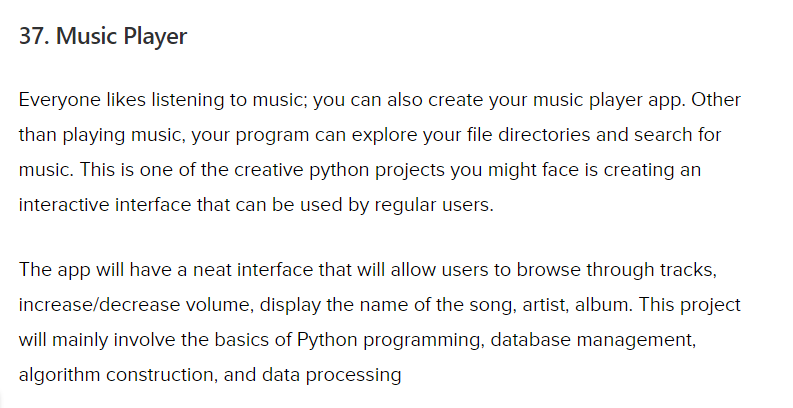 37. Music Player
Everyone likes listening to music; you can also create your music player app. Other
than playing music, your program can explore your file directories and search for
music. This is one of the creative python projects you might face is creating an
interactive interface that can be used by regular users.
The app will have a neat interface that will allow users to browse through tracks,
increase/decrease volume, display the name of the song, artist, album. This project
will mainly involve the basics of Python programming, database management,
algorithm construction, and data processing